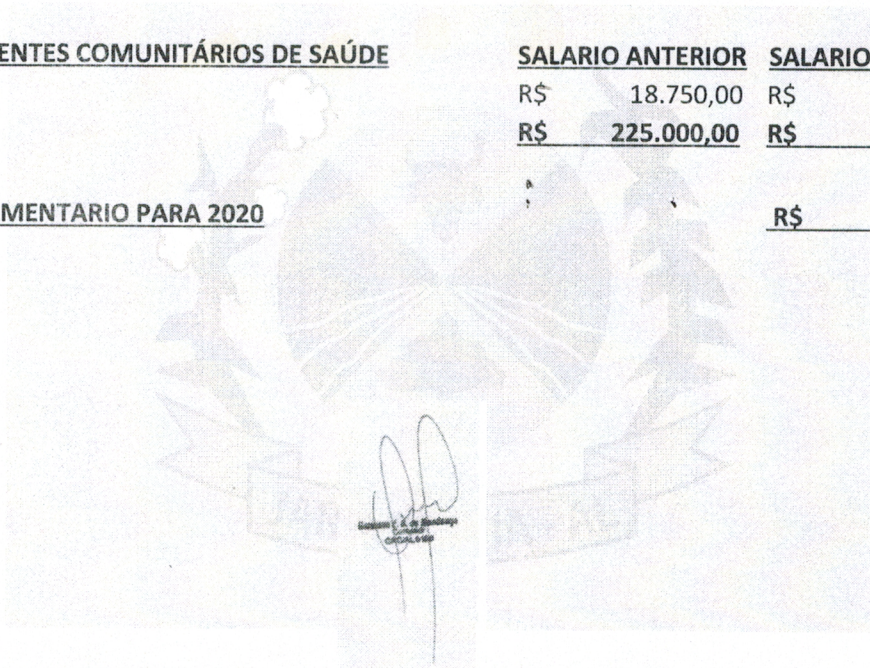 ENTES COMUNITÁRIOS DE SAÚDE SALARIO ANTERIOR SALARIO
R$ 18.750,00 R$
R$ 225.000,00 R$
MENTARIO PARA 2020 R$